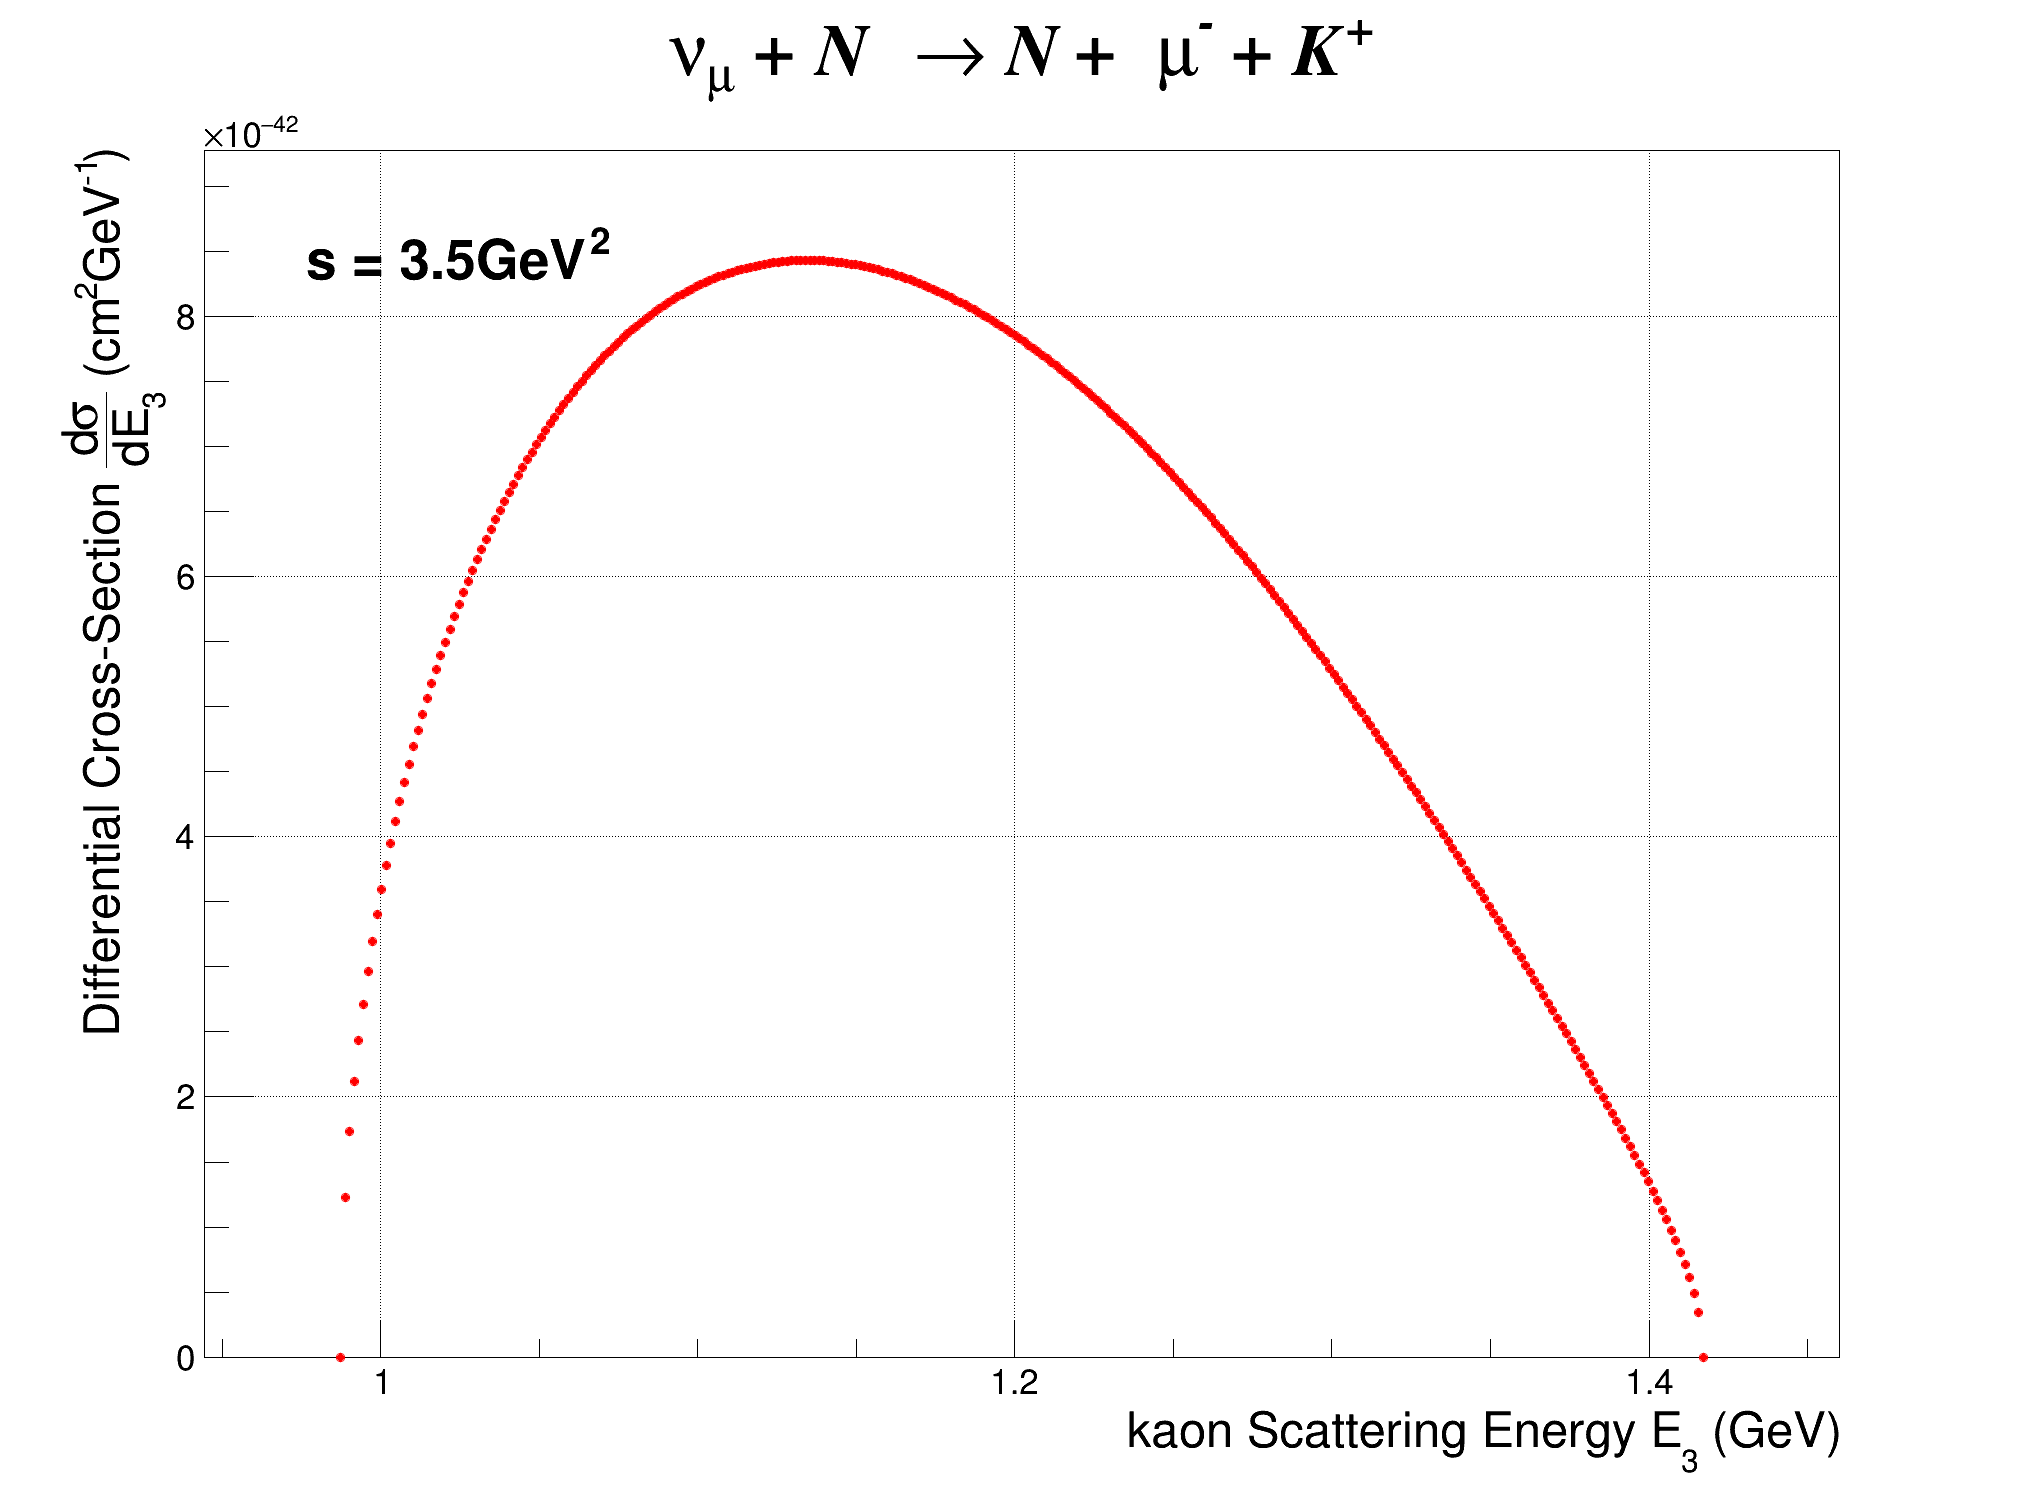 ν_μ + N → N + μ⁻ + K⁺
×10⁻⁴²
Differential Cross-Section dσ/dE₃ (cm²GeV⁻¹)
s = 3.5GeV²
8
6
4
2
0
1 1.2 1.4
kaon Scattering Energy E₃ (GeV)